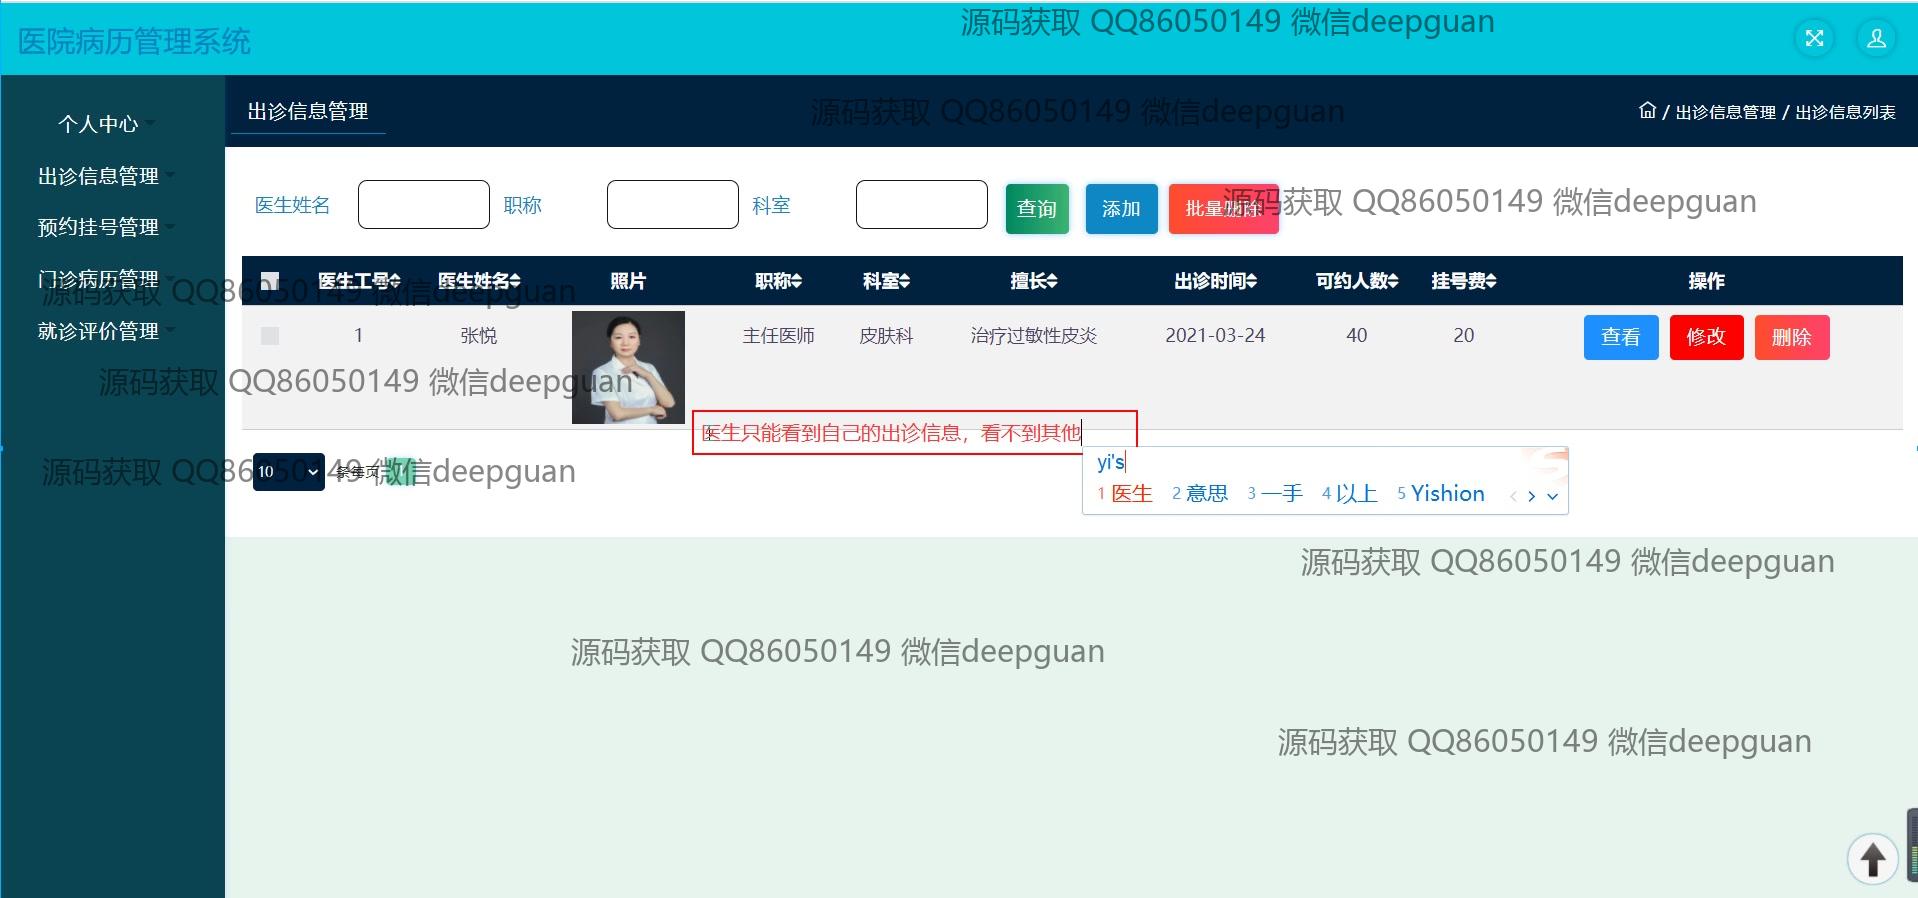 源码获取 QQ86050149 微信deepguan
医院病历管理系统
个人中心
出诊信息管理
预约挂号管理
门诊病历管理
就诊评价管理
出诊信息管理
源码获取 QQ86050149 微信deepguan
/ 出诊信息管理 / 出诊信息列表
医生姓名 职称 科室 查询 添加 批量删除
源码获取 QQ86050149 微信deepguan
医生工号 医生姓名 照片 职称 科室 擅长 出诊时间 可约人数 挂号费 操作
源码获取 QQ86050149 微信deepguan
1 张悦 主任医师 皮肤科 治疗过敏性皮炎 2021-03-24 40 20 查看 修改 删除
源码获取 QQ86050149 微信deepguan
医生只能看到自己的出诊信息，看不到其他
yi's
1 医生 2 意思 3 一手 4 以上 5 Yishion
10 条每页
源码获取 QQ86050149 微信deepguan
源码获取 QQ86050149 微信deepguan
源码获取 QQ86050149 微信deepguan
源码获取 QQ86050149 微信deepguan